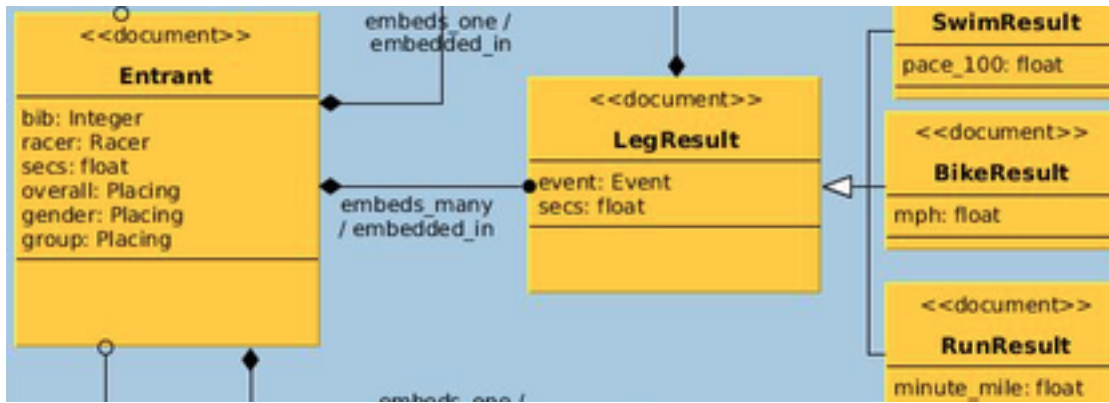 <<document>>
Entrant
bib: Integer
racer: Racer
secs: float
overall: Placing
gender: Placing
group: Placing
embeds_one /
embedded_in
embeds_many
/ embedded_in
<<document>>
LegResult
event: Event
secs: float
SwimResult
pace_100: float
<<document>>
BikeResult
mph: float
<<document>>
RunResult
minute_mile: float
embeds_one /